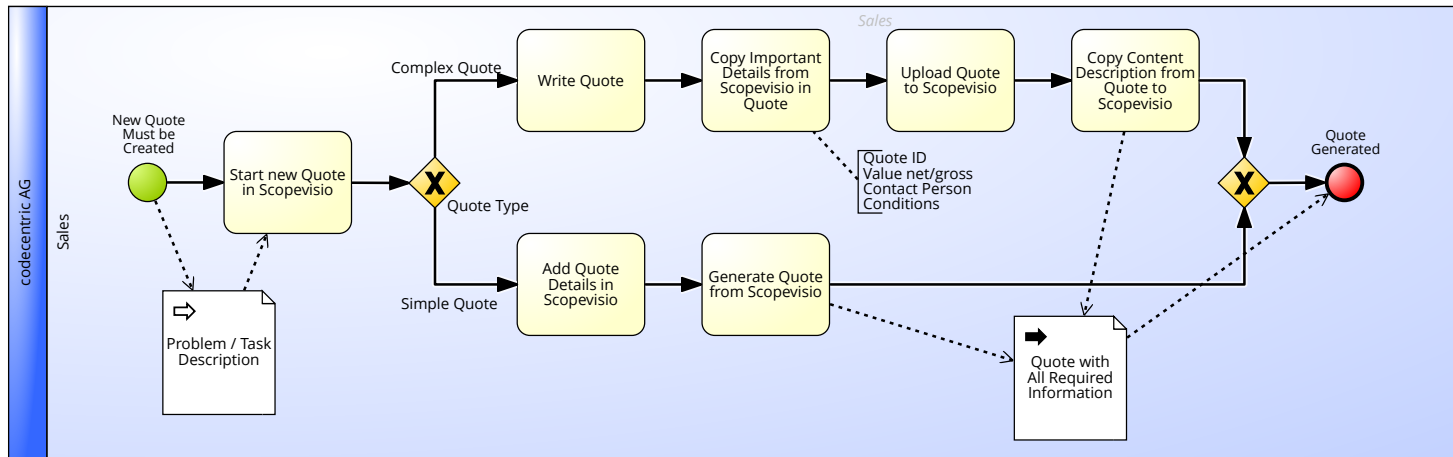 codecentric AG
Sales
Sales
New Quote
Must be
Created
Start new Quote
in Scopevisio
Problem / Task
Description
Quote Type
Complex Quote
Write Quote
Copy Important
Details from
Scopevisio in
Quote
Quote ID
Value net/gross
Contact Person
Conditions
Upload Quote
to Scopevisio
Copy Content
Description from
Quote to
Scopevisio
Simple Quote
Add Quote
Details in
Scopevisio
Generate Quote
from Scopevisio
Quote with
All Required
Information
Quote
Generated